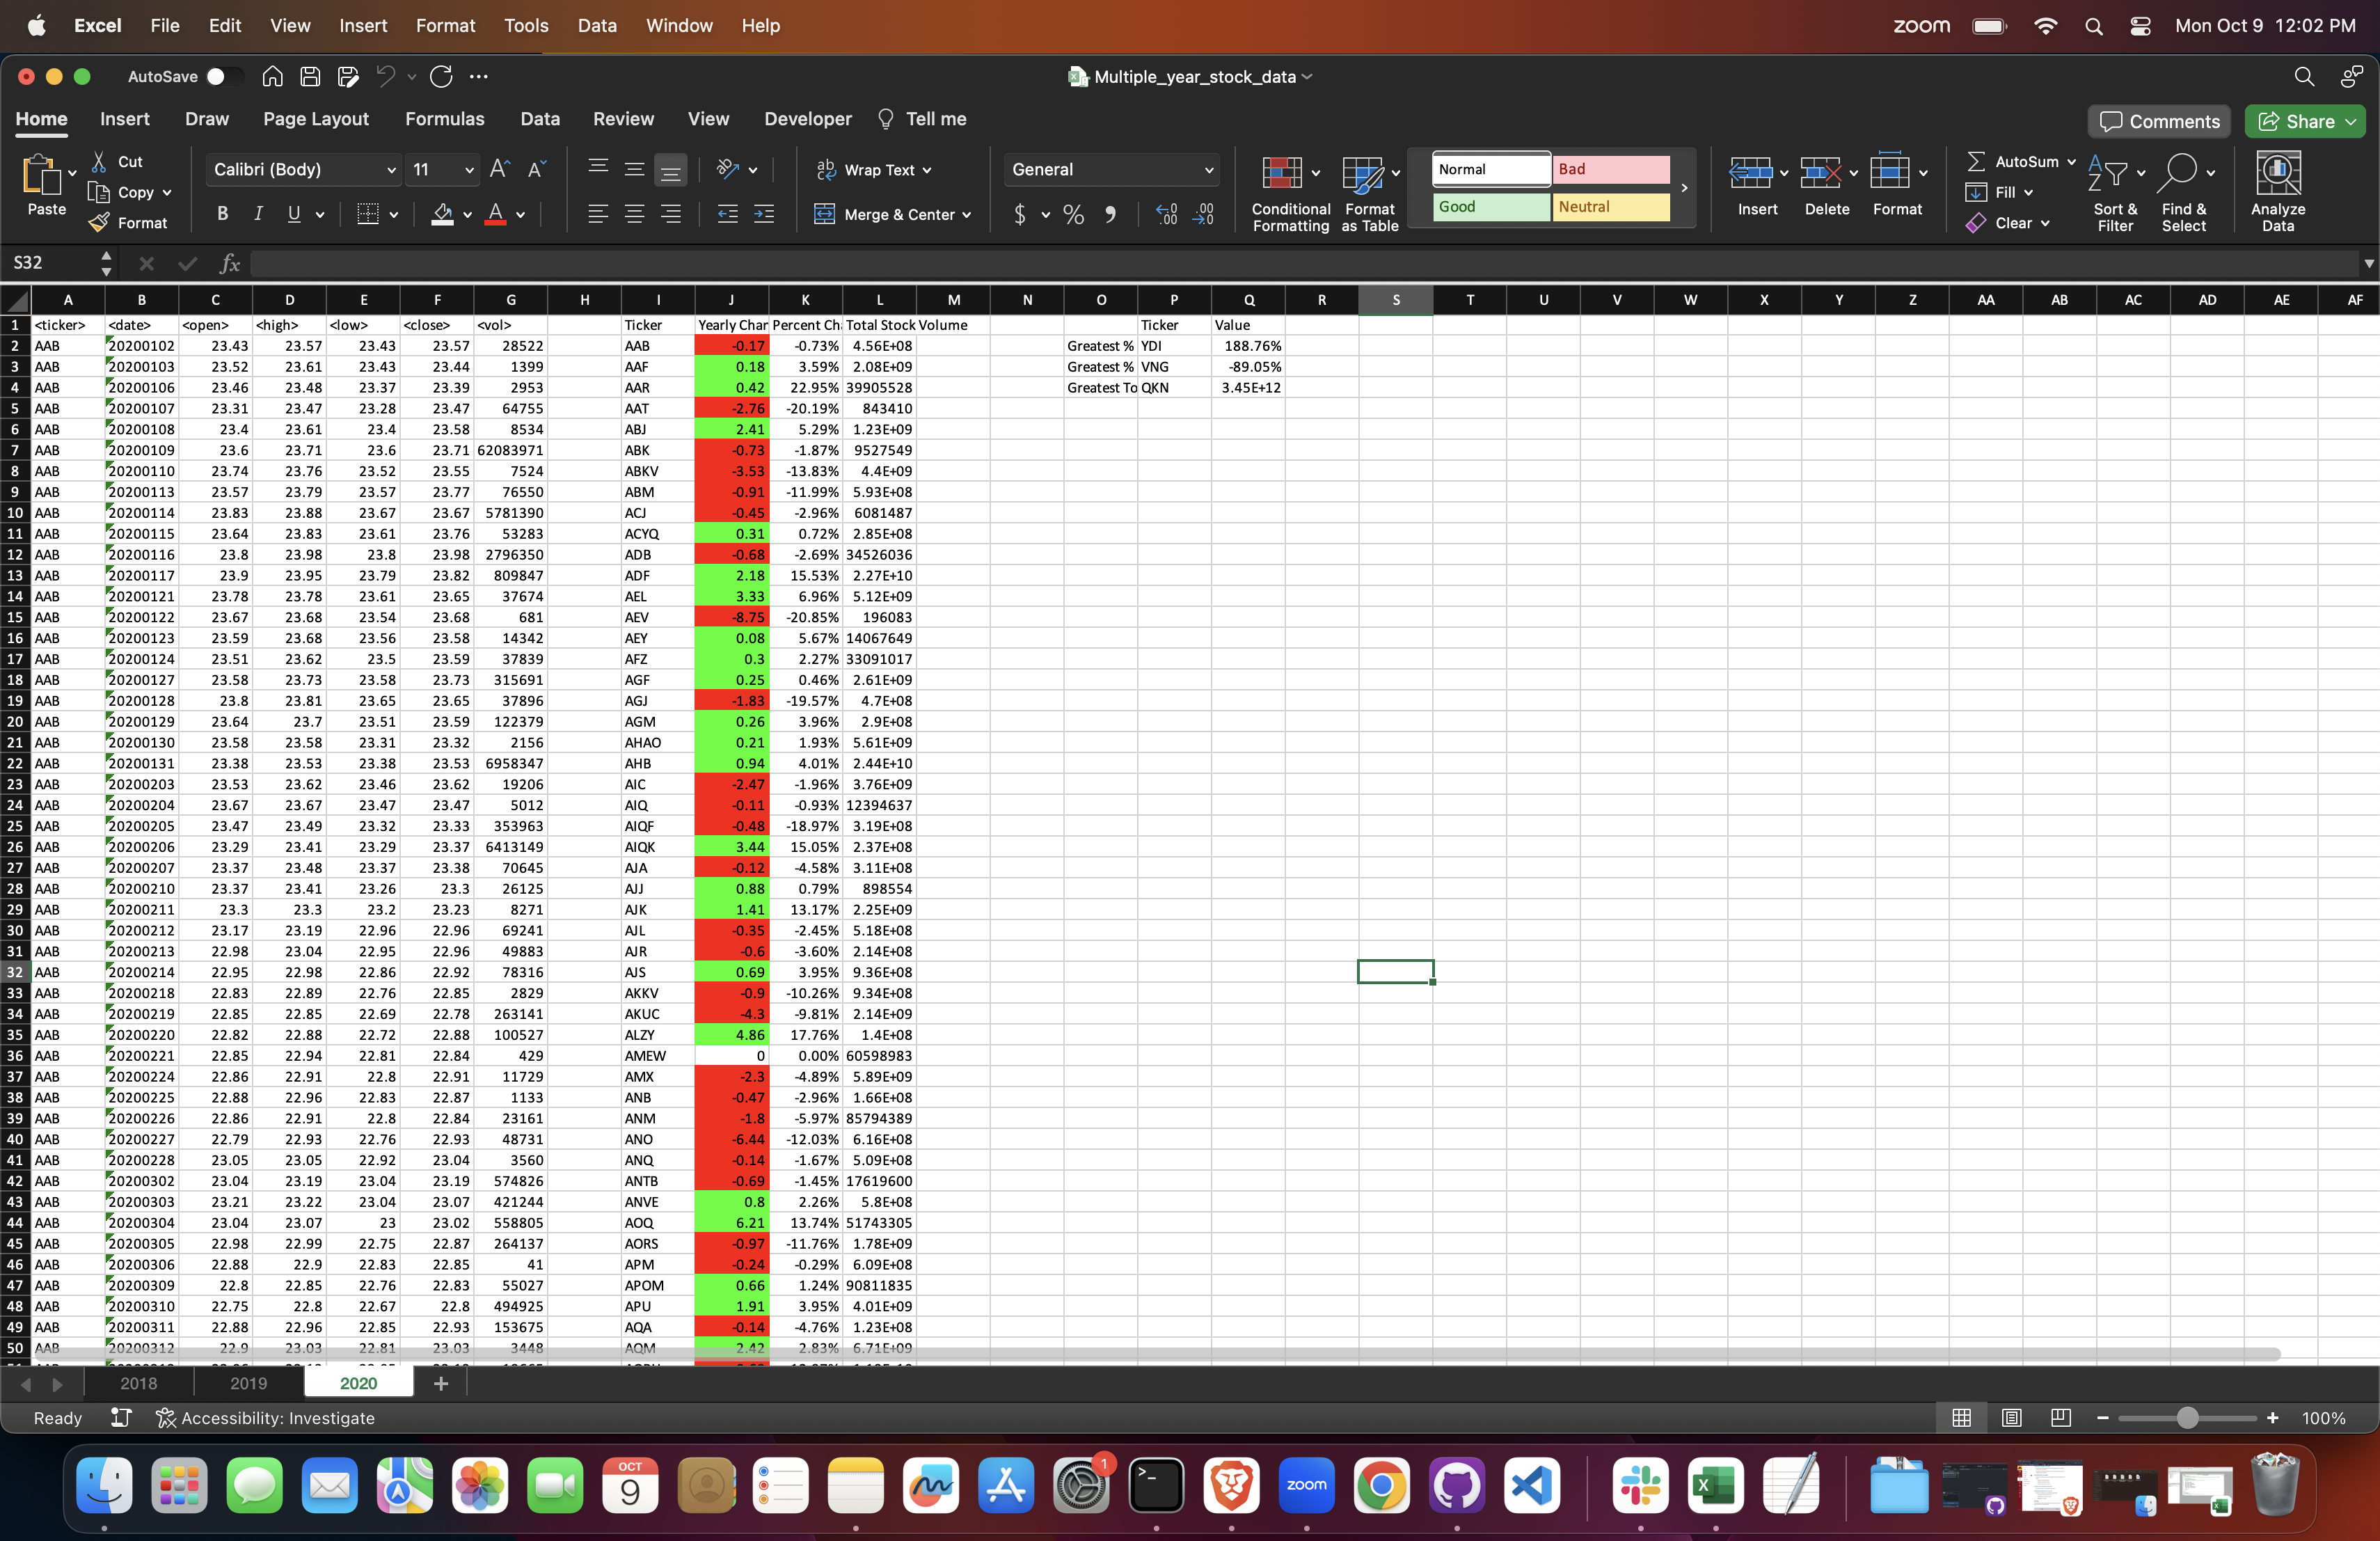 Excel File Edit View Insert Format Tools Data Window Help zoom Mon Oct 9 12:02 PM
AutoSave Multiple_year_stock_data
Home Insert Draw Page Layout Formulas Data Review View Developer Tell me Comments Share
Paste Cut Copy Format Calibri (Body) 11 Wrap Text Merge & Center General Conditional Formatting Format as Table Normal Bad Good Neutral Insert Delete Format AutoSum Fill Clear Sort & Filter Find & Select Analyze Data
S32 fx
A B C D E F G H I J K L M N O P Q R S T U V W X Y Z AA AB AC AD AE AF
1 <ticker> <date> <open> <high> <low> <close> <vol> Ticker Yearly Char Percent Ch Total Stock Volume Ticker Value
2 AAB 20200102 23.43 23.57 23.43 23.57 28522 AAB -0.17 -0.73% 4.56E+08 Greatest % YDI 188.76%
3 AAB 20200103 23.52 23.61 23.43 23.44 1399 AAF 0.18 3.59% 2.08E+09 Greatest % VNG -89.05%
4 AAB 20200106 23.46 23.48 23.37 23.39 2953 AAR 0.42 22.95% 39905528 Greatest To QKN 3.45E+12
5 AAB 20200107 23.31 23.47 23.28 23.47 64755 AAT -2.76 -20.19% 843410
6 AAB 20200108 23.4 23.61 23.4 23.58 8534 ABJ 2.41 5.29% 1.23E+09
7 AAB 20200109 23.6 23.71 23.6 23.71 62083971 ABK -0.73 -1.87% 9527549
8 AAB 20200110 23.74 23.76 23.52 23.55 7524 ABKV -3.53 -13.83% 4.4E+09
9 AAB 20200113 23.57 23.79 23.57 23.77 76550 ABM -0.91 -11.99% 5.93E+08
10 AAB 20200114 23.83 23.88 23.67 23.67 5781390 ACJ -0.45 -2.96% 6081487
11 AAB 20200115 23.64 23.83 23.61 23.76 53283 ACYQ 0.31 0.72% 2.85E+08
12 AAB 20200116 23.8 23.98 23.8 23.98 2796350 ADB -0.68 -2.69% 34526036
13 AAB 20200117 23.9 23.95 23.79 23.82 809847 ADF 2.18 15.53% 2.27E+10
14 AAB 20200121 23.78 23.78 23.61 23.65 37674 AEL 3.33 6.96% 5.12E+09
15 AAB 20200122 23.67 23.68 23.54 23.68 681 AEV -8.75 -20.85% 196083
16 AAB 20200123 23.59 23.68 23.56 23.58 14342 AEY 0.08 5.67% 14067649
17 AAB 20200124 23.51 23.62 23.5 23.59 37839 AFZ 0.3 2.27% 33091017
18 AAB 20200127 23.58 23.73 23.58 23.73 315691 AGF 0.25 0.46% 2.61E+09
19 AAB 20200128 23.8 23.81 23.65 23.65 37896 AGJ -1.83 -19.57% 4.7E+08
20 AAB 20200129 23.64 23.7 23.51 23.59 122379 AGM 0.26 3.96% 2.9E+08
21 AAB 20200130 23.58 23.58 23.31 23.32 2156 AHAO 0.21 1.93% 5.61E+09
22 AAB 20200131 23.38 23.53 23.38 23.53 6958347 AHB 0.94 4.01% 2.44E+10
23 AAB 20200203 23.53 23.62 23.46 23.62 19206 AIC -2.47 -1.96% 3.76E+09
24 AAB 20200204 23.67 23.67 23.47 23.47 5012 AIQ -0.11 -0.93% 12394637
25 AAB 20200205 23.47 23.49 23.32 23.33 353963 AIQF -0.48 -18.97% 3.19E+08
26 AAB 20200206 23.29 23.41 23.29 23.37 6413149 AIQK 3.44 15.05% 2.37E+08
27 AAB 20200207 23.37 23.48 23.37 23.38 70645 AJA -0.12 -4.58% 3.11E+08
28 AAB 20200210 23.37 23.41 23.26 23.3 26125 AJJ 0.88 0.79% 898554
29 AAB 20200211 23.3 23.3 23.2 23.23 8271 AJK 1.41 13.17% 2.25E+09
30 AAB 20200212 23.17 23.19 22.96 22.96 69241 AJL -0.35 -2.45% 5.18E+08
31 AAB 20200213 22.98 23.04 22.95 22.96 49883 AJR -0.6 -3.60% 2.14E+08
32 AAB 20200214 22.95 22.98 22.86 22.92 78316 AJS 0.69 3.95% 9.36E+08
33 AAB 20200218 22.83 22.89 22.76 22.85 2829 AKKV -0.9 -10.26% 9.34E+08
34 AAB 20200219 22.85 22.85 22.69 22.78 263141 AKUC -4.3 -9.81% 2.14E+09
35 AAB 20200220 22.82 22.88 22.72 22.88 100527 ALZY 4.86 17.76% 1.4E+08
36 AAB 20200221 22.85 22.94 22.81 22.84 429 AMEW 0 0.00% 60598983
37 AAB 20200224 22.86 22.91 22.8 22.91 11729 AMX -2.3 -4.89% 5.89E+09
38 AAB 20200225 22.88 22.96 22.83 22.87 1133 ANB -0.47 -2.96% 1.66E+08
39 AAB 20200226 22.86 22.91 22.8 22.84 23161 ANM -1.8 -5.97% 85794389
40 AAB 20200227 22.79 22.93 22.76 22.93 48731 ANO -6.44 -12.03% 6.16E+08
41 AAB 20200228 23.05 23.05 22.92 23.04 3560 ANQ -0.14 -1.67% 5.09E+08
42 AAB 20200302 23.04 23.19 23.04 23.19 574826 ANTB -0.69 -1.45% 17619600
43 AAB 20200303 23.21 23.22 23.04 23.07 421244 ANVE 0.8 2.26% 5.8E+08
44 AAB 20200304 23.04 23.07 23 23.02 558805 AOQ 6.21 13.74% 51743305
45 AAB 20200305 22.98 22.99 22.75 22.87 264137 AORS -0.97 -11.76% 1.78E+09
46 AAB 20200306 22.88 22.9 22.83 22.85 41 APM -0.24 -0.29% 6.09E+08
47 AAB 20200309 22.8 22.85 22.76 22.83 55027 APOM 0.66 1.24% 90811835
48 AAB 20200310 22.75 22.8 22.67 22.8 494925 APU 1.91 3.95% 4.01E+09
49 AAB 20200311 22.88 22.96 22.85 22.93 153675 AQA -0.14 -4.76% 1.23E+08
50 AAB 20200312 22.9 23.03 22.81 23.03 3448 AQM 2.42 2.83% 6.71E+09
2018 2019 2020
Ready Accessibility: Investigate 100%
OCT 9 1 zoom